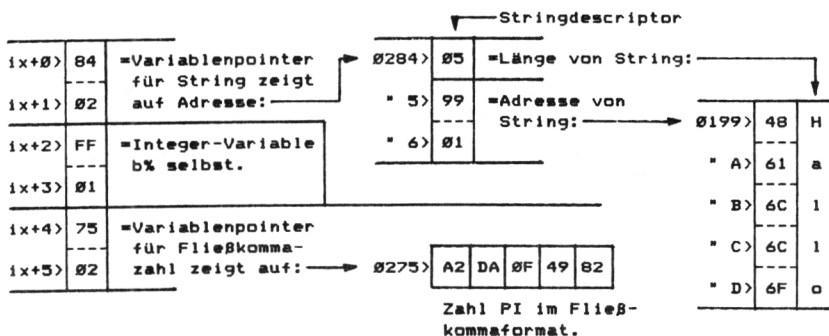 Stringdescriptor
ix+0> 84 =Variablenpointer 0284> 05 =Länge von String:
für String zeigt
ix+1> 02 auf Adresse: " 5> 99 =Adresse von
String: 0199> 48 H
ix+2> FF =Integer-Variable " 6> 01
b% selbst. " A> 61 a
ix+3> 01
" B> 6C l
ix+4> 75 =Variablenpointer
für Fließkomma- " C> 6C l
ix+5> 02 zahl zeigt auf: 0275> A2 DA 0F 49 82
" D> 6F o
Zahl PI im Fließ-
kommaformat.